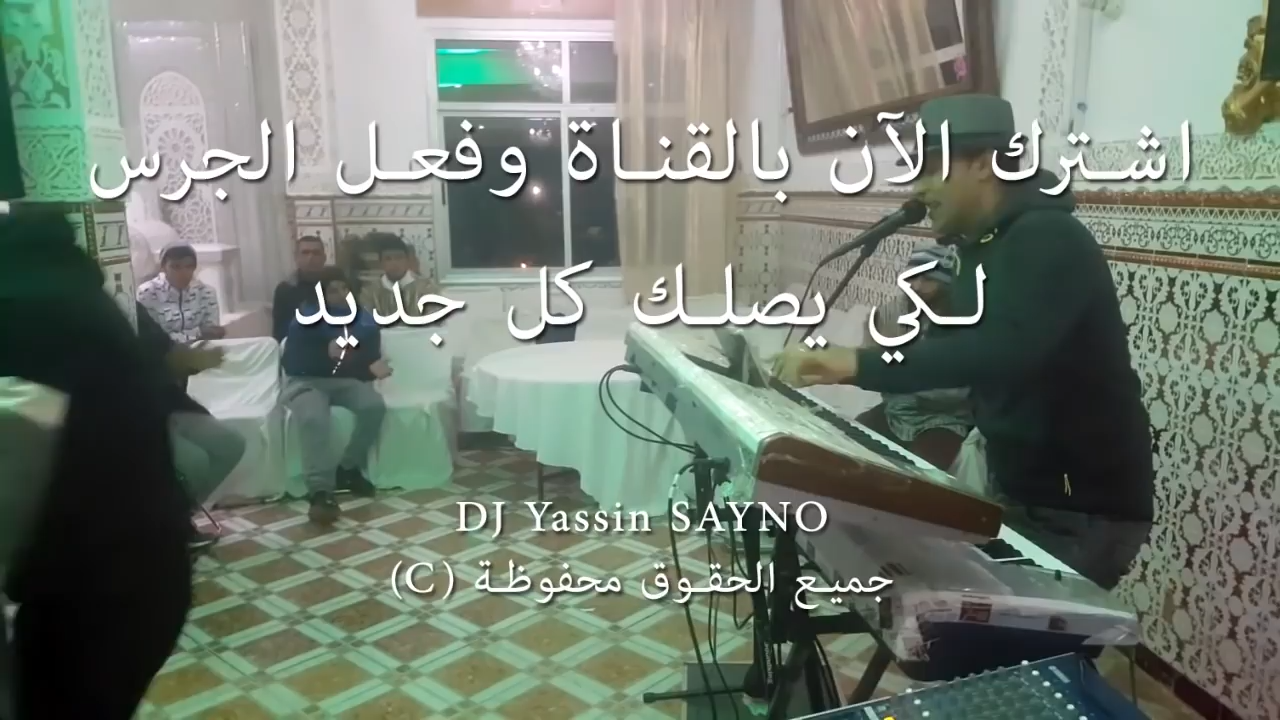 اشترك الآن بالقناة وفعل الجرس
لكي يصلك كل جديد
DJ Yassin SAYNO
جميع الحقوق محفوظة (C)